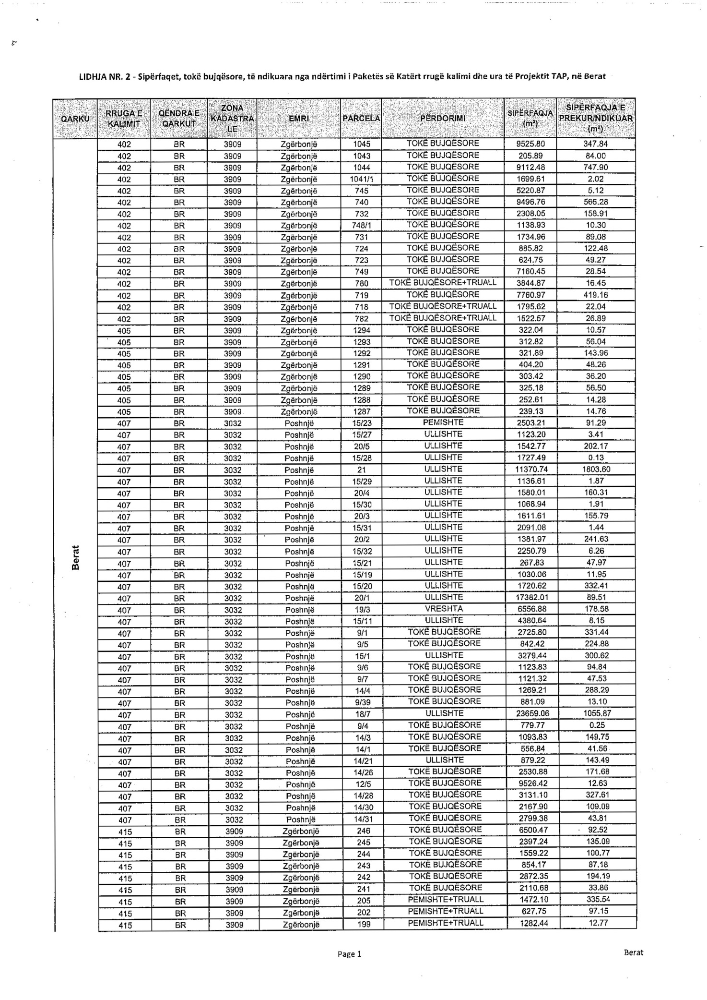 LIDHJA NR. 2 - Sipërfaqet, tokë bujqësore, të ndikuara nga ndërtimi i Paketës së Katërt rrugë kalimi dhe ura të Projektit TAP, në Berat
QARKU RRUGA E KALIMIT QENDRA E QARKUT ZONA KADASTRALE EMRI PARCELA PËRDORIMI SIPËRFAQJA (m²) SIPËRFAQJA E PREKUR/NDIKUAR (m²)
Berat
402 BR 3909 Zgërbonjë 1045 TOKË BUJQËSORE 9525.80 347.84
402 BR 3909 Zgërbonjë 1043 TOKË BUJQËSORE 205.89 84.00
402 BR 3909 Zgërbonjë 1044 TOKË BUJQËSORE 9112.48 747.90
402 BR 3909 Zgërbonjë 1041/1 TOKË BUJQËSORE 1699.61 2.02
402 BR 3909 Zgërbonjë 745 TOKË BUJQËSORE 5220.87 5.12
402 BR 3909 Zgërbonjë 740 TOKË BUJQËSORE 9496.76 566.28
402 BR 3909 Zgërbonjë 732 TOKË BUJQËSORE 2308.05 158.91
402 BR 3909 Zgërbonjë 748/1 TOKË BUJQËSORE 1138.93 10.30
402 BR 3909 Zgërbonjë 731 TOKË BUJQËSORE 1734.96 89.08
402 BR 3909 Zgërbonjë 724 TOKË BUJQËSORE 885.82 122.48
402 BR 3909 Zgërbonjë 723 TOKË BUJQËSORE 624.75 49.27
402 BR 3909 Zgërbonjë 749 TOKË BUJQËSORE 7160.45 28.54
402 BR 3909 Zgërbonjë 780 TOKË BUJQËSORE+TRUALL 3844.87 16.45
402 BR 3909 Zgërbonjë 719 TOKË BUJQËSORE 7760.97 419.16
402 BR 3909 Zgërbonjë 718 TOKË BUJQËSORE+TRUALL 1795.62 22.04
402 BR 3909 Zgërbonjë 782 TOKË BUJQËSORE+TRUALL 1522.57 26.89
405 BR 3909 Zgërbonjë 1294 TOKË BUJQËSORE 322.04 10.57
405 BR 3909 Zgërbonjë 1293 TOKË BUJQËSORE 312.82 56.04
405 BR 3909 Zgërbonjë 1292 TOKË BUJQËSORE 321.89 143.96
405 BR 3909 Zgërbonjë 1291 TOKË BUJQËSORE 404.20 48.26
405 BR 3909 Zgërbonjë 1290 TOKË BUJQËSORE 303.42 36.20
405 BR 3909 Zgërbonjë 1289 TOKË BUJQËSORE 325.18 56.50
405 BR 3909 Zgërbonjë 1288 TOKË BUJQËSORE 252.61 14.28
405 BR 3909 Zgërbonjë 1287 TOKË BUJQËSORE 239.13 14.76
407 BR 3032 Poshnjë 15/23 PEMISHTE 2503.21 91.29
407 BR 3032 Poshnjë 15/27 ULLISHTE 1123.20 3.41
407 BR 3032 Poshnjë 20/5 ULLISHTE 1542.77 202.17
407 BR 3032 Poshnjë 15/28 ULLISHTE 1727.49 0.13
407 BR 3032 Poshnjë 21 ULLISHTE 11370.74 1803.60
407 BR 3032 Poshnjë 15/29 ULLISHTE 1136.61 1.87
407 BR 3032 Poshnjë 20/4 ULLISHTE 1580.01 160.31
407 BR 3032 Poshnjë 15/30 ULLISHTE 1068.94 1.91
407 BR 3032 Poshnjë 20/3 ULLISHTE 1611.61 155.79
407 BR 3032 Poshnjë 15/31 ULLISHTE 2091.08 1.44
407 BR 3032 Poshnjë 20/2 ULLISHTE 1381.97 241.63
407 BR 3032 Poshnjë 15/32 ULLISHTE 2250.79 6.26
407 BR 3032 Poshnjë 15/21 ULLISHTE 267.83 47.97
407 BR 3032 Poshnjë 15/19 ULLISHTE 1030.06 11.95
407 BR 3032 Poshnjë 15/20 ULLISHTE 1720.62 332.41
407 BR 3032 Poshnjë 20/1 ULLISHTE 17382.01 89.51
407 BR 3032 Poshnjë 19/3 VRESHTA 6556.88 178.58
407 BR 3032 Poshnjë 15/11 ULLISHTE 4380.64 8.15
407 BR 3032 Poshnjë 9/1 TOKË BUJQËSORE 2725.80 331.44
407 BR 3032 Poshnjë 9/5 TOKË BUJQËSORE 842.42 224.88
407 BR 3032 Poshnjë 15/1 ULLISHTE 3279.44 300.62
407 BR 3032 Poshnjë 9/6 TOKË BUJQËSORE 1123.83 94.84
407 BR 3032 Poshnjë 9/7 TOKË BUJQËSORE 1121.32 47.53
407 BR 3032 Poshnjë 14/4 TOKË BUJQËSORE 1269.21 288.29
407 BR 3032 Poshnjë 9/39 TOKË BUJQËSORE 881.09 13.10
407 BR 3032 Poshnjë 18/7 ULLISHTE 23659.06 1055.87
407 BR 3032 Poshnjë 9/4 TOKË BUJQËSORE 779.77 0.25
407 BR 3032 Poshnjë 14/3 TOKË BUJQËSORE 1093.83 149.75
407 BR 3032 Poshnjë 14/1 TOKË BUJQËSORE 556.84 41.56
407 BR 3032 Poshnjë 14/21 ULLISHTE 879.22 143.49
407 BR 3032 Poshnjë 14/26 TOKË BUJQËSORE 2530.88 171.68
407 BR 3032 Poshnjë 12/5 TOKË BUJQËSORE 9526.42 12.63
407 BR 3032 Poshnjë 14/28 TOKË BUJQËSORE 3131.10 327.61
407 BR 3032 Poshnjë 14/30 TOKË BUJQËSORE 2167.90 109.09
407 BR 3032 Poshnjë 14/31 TOKË BUJQËSORE 2799.38 43.81
415 BR 3909 Zgërbonjë 246 TOKË BUJQËSORE 6500.47 92.52
415 BR 3909 Zgërbonjë 245 TOKË BUJQËSORE 2397.24 135.09
415 BR 3909 Zgërbonjë 244 TOKË BUJQËSORE 1559.22 100.77
415 BR 3909 Zgërbonjë 243 TOKË BUJQËSORE 854.17 87.18
415 BR 3909 Zgërbonjë 242 TOKË BUJQËSORE 2872.35 194.19
415 BR 3909 Zgërbonjë 241 TOKË BUJQËSORE 2110.68 33.86
415 BR 3909 Zgërbonjë 205 PEMISHTE+TRUALL 1472.10 335.54
415 BR 3909 Zgërbonjë 202 PEMISHTE+TRUALL 627.75 97.15
415 BR 3909 Zgërbonjë 199 PEMISHTE+TRUALL 1282.44 12.77
Page 1 Berat